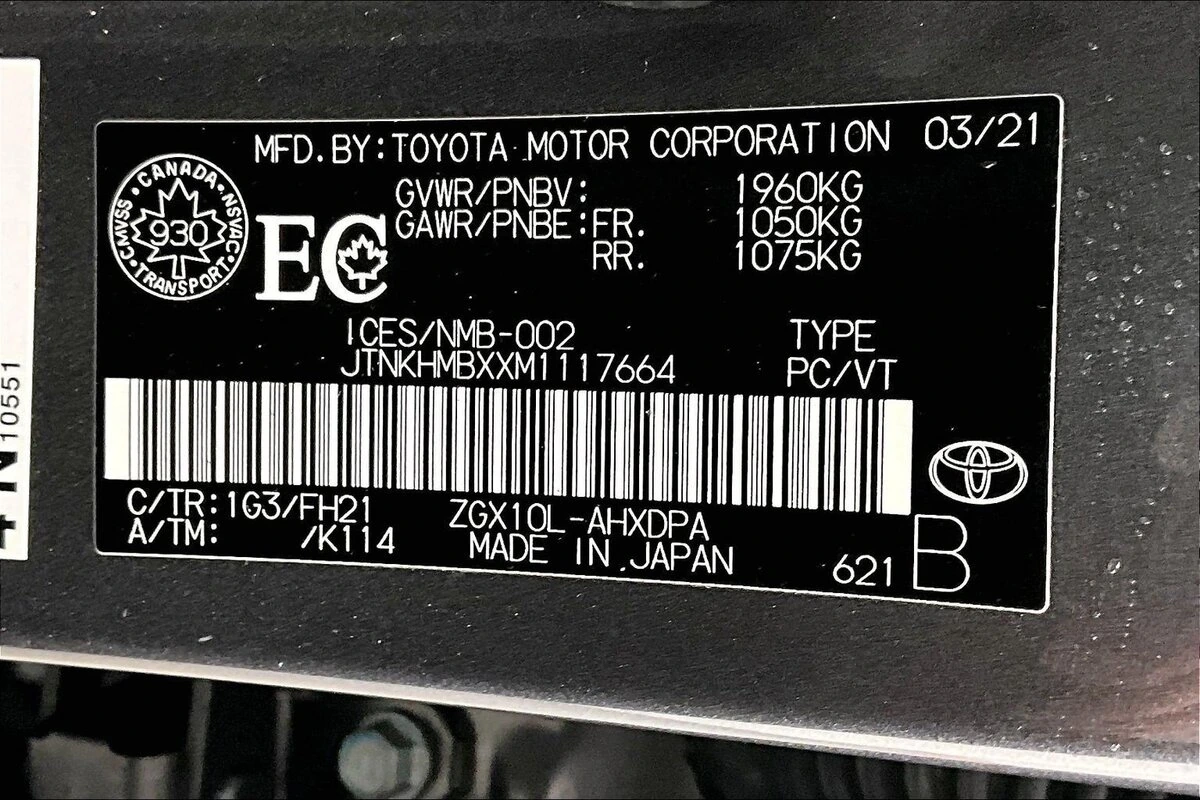 MFD.BY:TOYOTA MOTOR CORPORATION 03/21
GVWR/PNBV: 1960KG
GAWR/PNBE:FR. 1050KG
RR. 1075KG
CANADA·NSVAC·TRANSPORT·CMVSS
930
EC
ICES/NMB-002 TYPE
JTNKHMBXXM1117664 PC/VT
C/TR:1G3/FH21 ZGX10L-AHXDPA
A/TM: /K114 MADE IN JAPAN
621 B
N10551